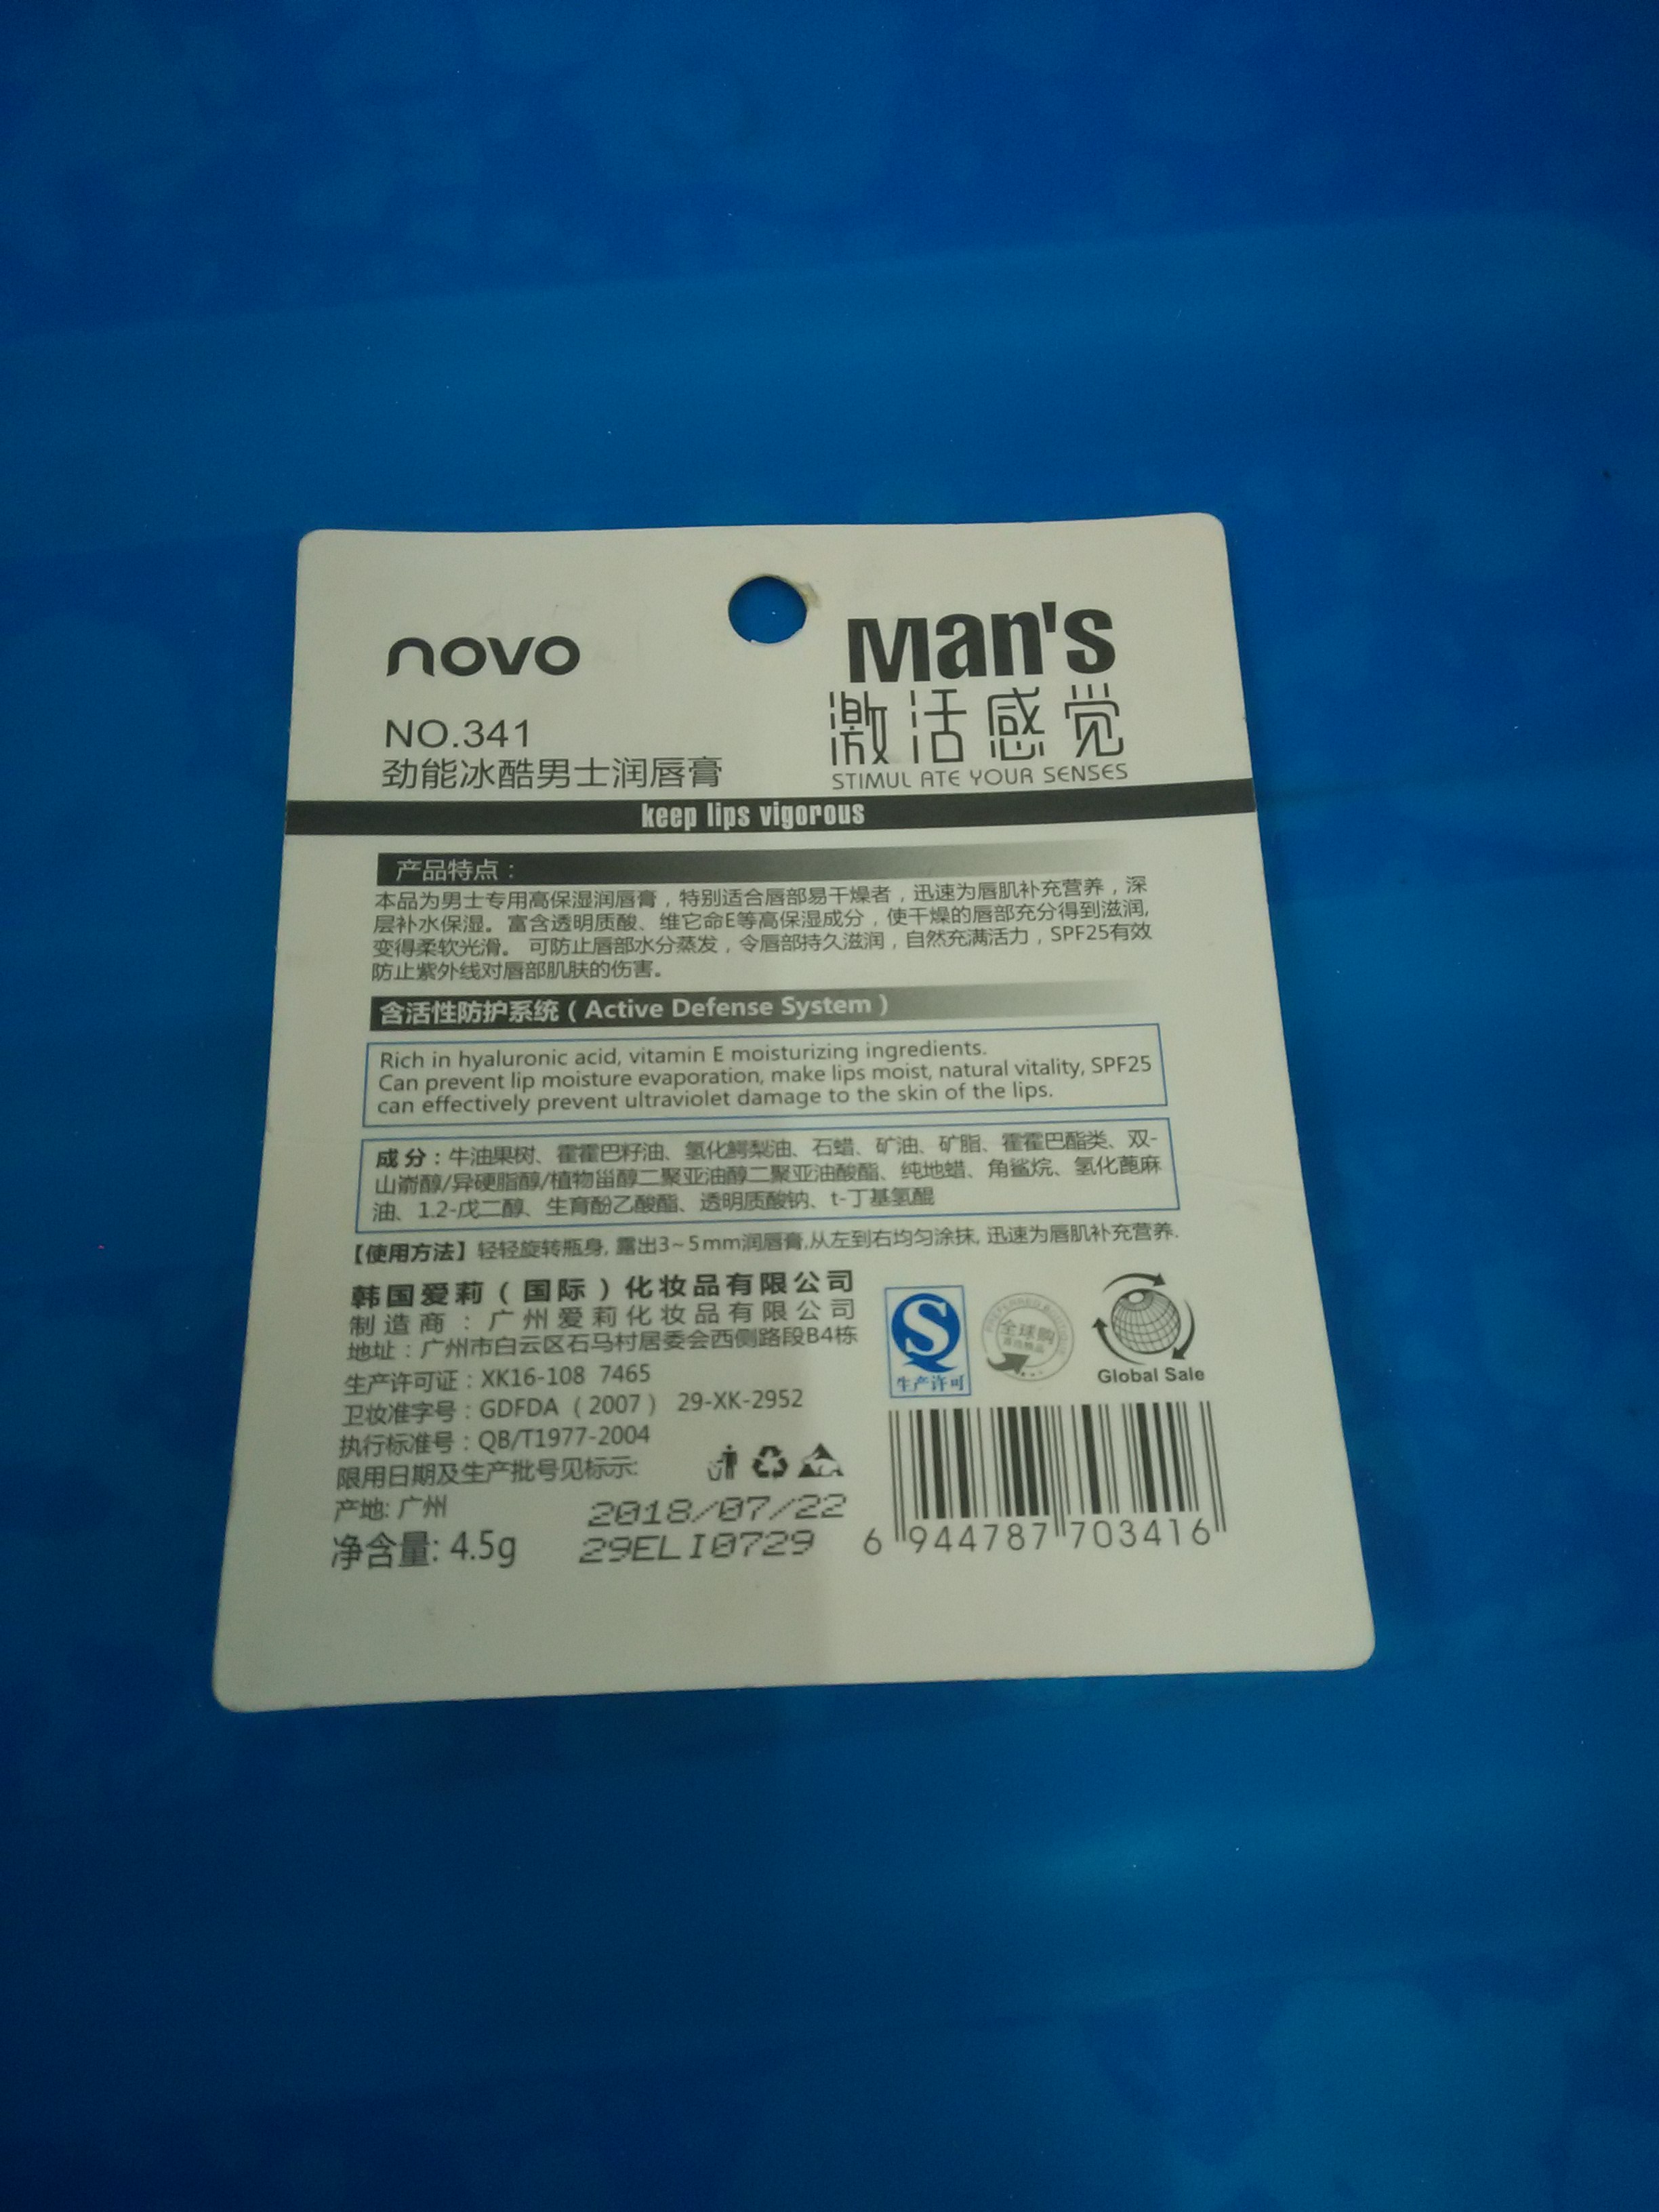 novo
Man's
激活感觉
STIMUL ATE YOUR SENSES
NO.341
劲能冰酷男士润唇膏
keep lips vigorous
产品特点：
本品为男士专用高保湿润唇膏，特别适合唇部易干燥者，迅速为唇肌补充营养，深
层补水保湿。富含透明质酸、维它命E等高保湿成分，使干燥的唇部充分得到滋润,
变得柔软光滑。可防止唇部水分蒸发，令唇部持久滋润，自然充满活力，SPF25有效
防止紫外线对唇部肌肤的伤害。
含活性防护系统（Active Defense System）
Rich in hyaluronic acid, vitamin E moisturizing ingredients.
Can prevent lip moisture evaporation, make lips moist, natural vitality, SPF25
can effectively prevent ultraviolet damage to the skin of the lips.
成分：牛油果树、霍霍巴籽油、氢化鳄梨油、石蜡、矿油、矿脂、霍霍巴酯类、双-
山嵛醇/异硬脂醇/植物甾醇二聚亚油醇二聚亚油酸酯、纯地蜡、角鲨烷、氢化蓖麻
油、1.2-戊二醇、生育酚乙酸酯、透明质酸钠、t-丁基氢醌
【使用方法】轻轻旋转瓶身, 露出3~5mm润唇膏,从左到右均匀涂抹, 迅速为唇肌补充营养.
韩国爱莉（国际）化妆品有限公司
制造商：广州爱莉化妆品有限公司
地址：广州市白云区石马村居委会西侧路段B4栋
生产许可证：XK16-108 7465
卫妆准字号：GDFDA（2007）29-XK-2952
执行标准号：QB/T1977-2004
限用日期及生产批号见标示:
产地: 广州
净含量: 4.5g
2018/07/22
29ELI0729
生产许可
全球购
Global Sale
6 944787 703416